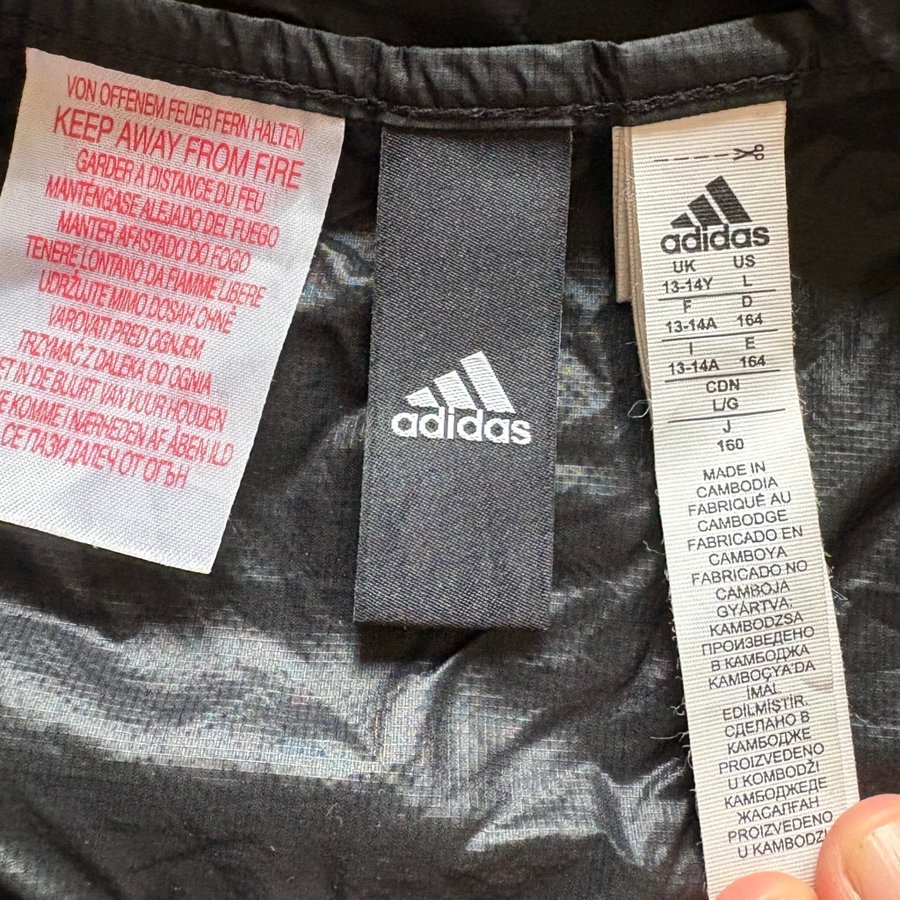 VON OFFENEM FEUER FERN HALTEN
KEEP AWAY FROM FIRE
GARDER A DISTANCE DU FEU
MANTENGASE ALEJADO DEL FUEGO
MANTER AFASTADO DO FOGO
TENERE LONTANO DA FIAMME LIBERE
UDRŽUJTE MIMO DOSAH OHNĚ
VAROVATI PRED OGNJEM
TRZYMAĆ Z DALEKA OD OGNIA
ET IN DE BUURT VAN VUUR HOUDEN
E KOMME I NÆRHEDEN AF ÅBEN ILD
СЕ ПАЗИ ДАЛЕЧ ОТ ОГЪН
adidas
adidas
UK US
13-14Y L
F D
13-14A 164
I E
13-14A 164
CDN
L/G
J
160
MADE IN
CAMBODIA
FABRIQUÉ AU
CAMBODGE
FABRICADO EN
CAMBOYA
FABRICADO NO
CAMBOJA
GYÁRTVA:
KAMBODZSA
ПРОИЗВЕДЕНО
В КАМБОДЖА
KAMBOÇYA'DA
İMAL
EDİLMİŞTİR.
СДЕЛАНО В
КАМБОДЖЕ
PROIZVEDENO
U KOMBODŽI
КАМБОДЖЕДЕ
ЖАСАЛҒАН
PROIZVEDENO
U KAMBODŽI